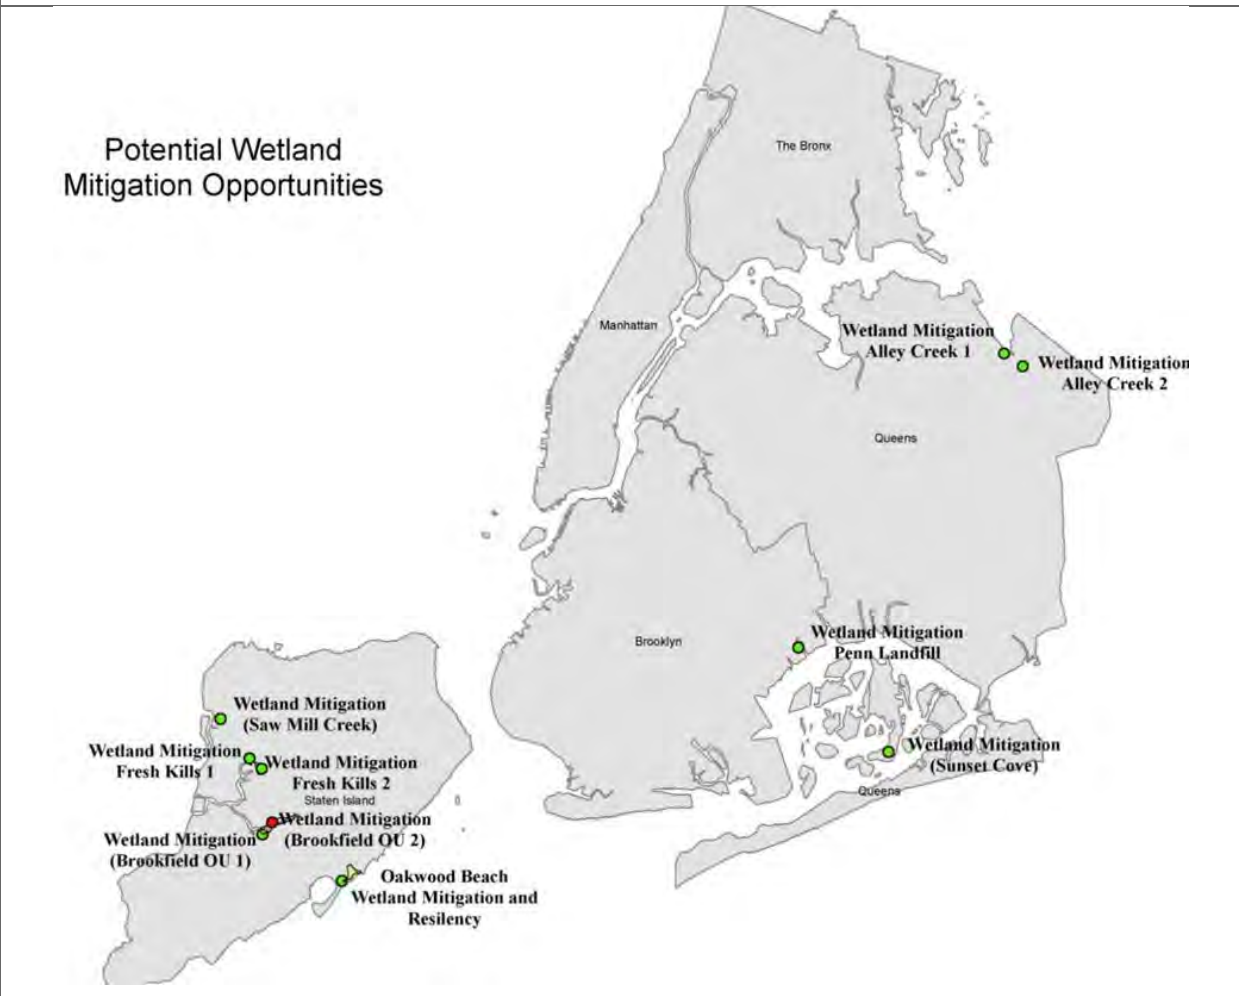 Potential Wetland
Mitigation Opportunities
The Bronx
Manhattan
Wetland Mitigation
Alley Creek 1
Wetland Mitigation
Alley Creek 2
Queens
Brooklyn
Wetland Mitigation
Penn Landfill
Wetland Mitigation
(Saw Mill Creek)
Wetland Mitigation
Fresh Kills 1
Wetland Mitigation
Fresh Kills 2
Staten Island
Wetland Mitigation
(Sunset Cove)
Queens
Wetland Mitigation
(Brookfield OU 2)
Wetland Mitigation
(Brookfield OU 1)
Oakwood Beach
Wetland Mitigation and
Resilency